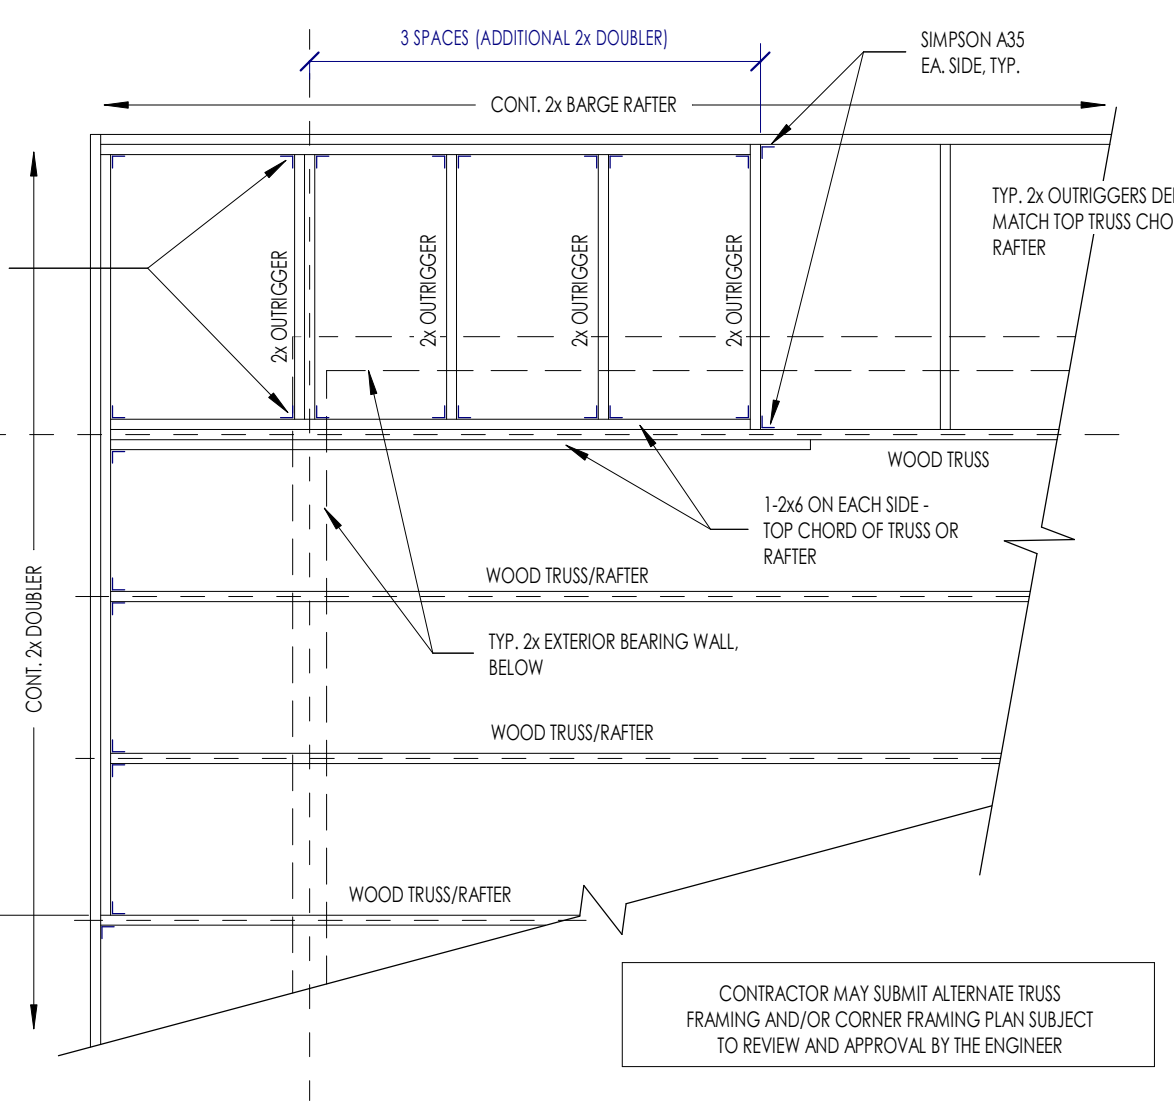 3 SPACES (ADDITIONAL 2x DOUBLER)
SIMPSON A35
EA. SIDE, TYP.
CONT. 2x BARGE RAFTER
TYP. 2x OUTRIGGERS
MATCH TOP TRUSS
RAFTER
2x OUTRIGGER
2x OUTRIGGER
2x OUTRIGGER
2x OUTRIGGER
WOOD TRUSS
1-2x6 ON EACH SIDE -
TOP CHORD OF TRUSS OR
RAFTER
WOOD TRUSS/RAFTER
CONT. 2x DOUBLER
TYP. 2x EXTERIOR BEARING WALL,
BELOW
WOOD TRUSS/RAFTER
WOOD TRUSS/RAFTER
CONTRACTOR MAY SUBMIT ALTERNATE TRUSS
FRAMING AND/OR CORNER FRAMING PLAN SUBJECT
TO REVIEW AND APPROVAL BY THE ENGINEER